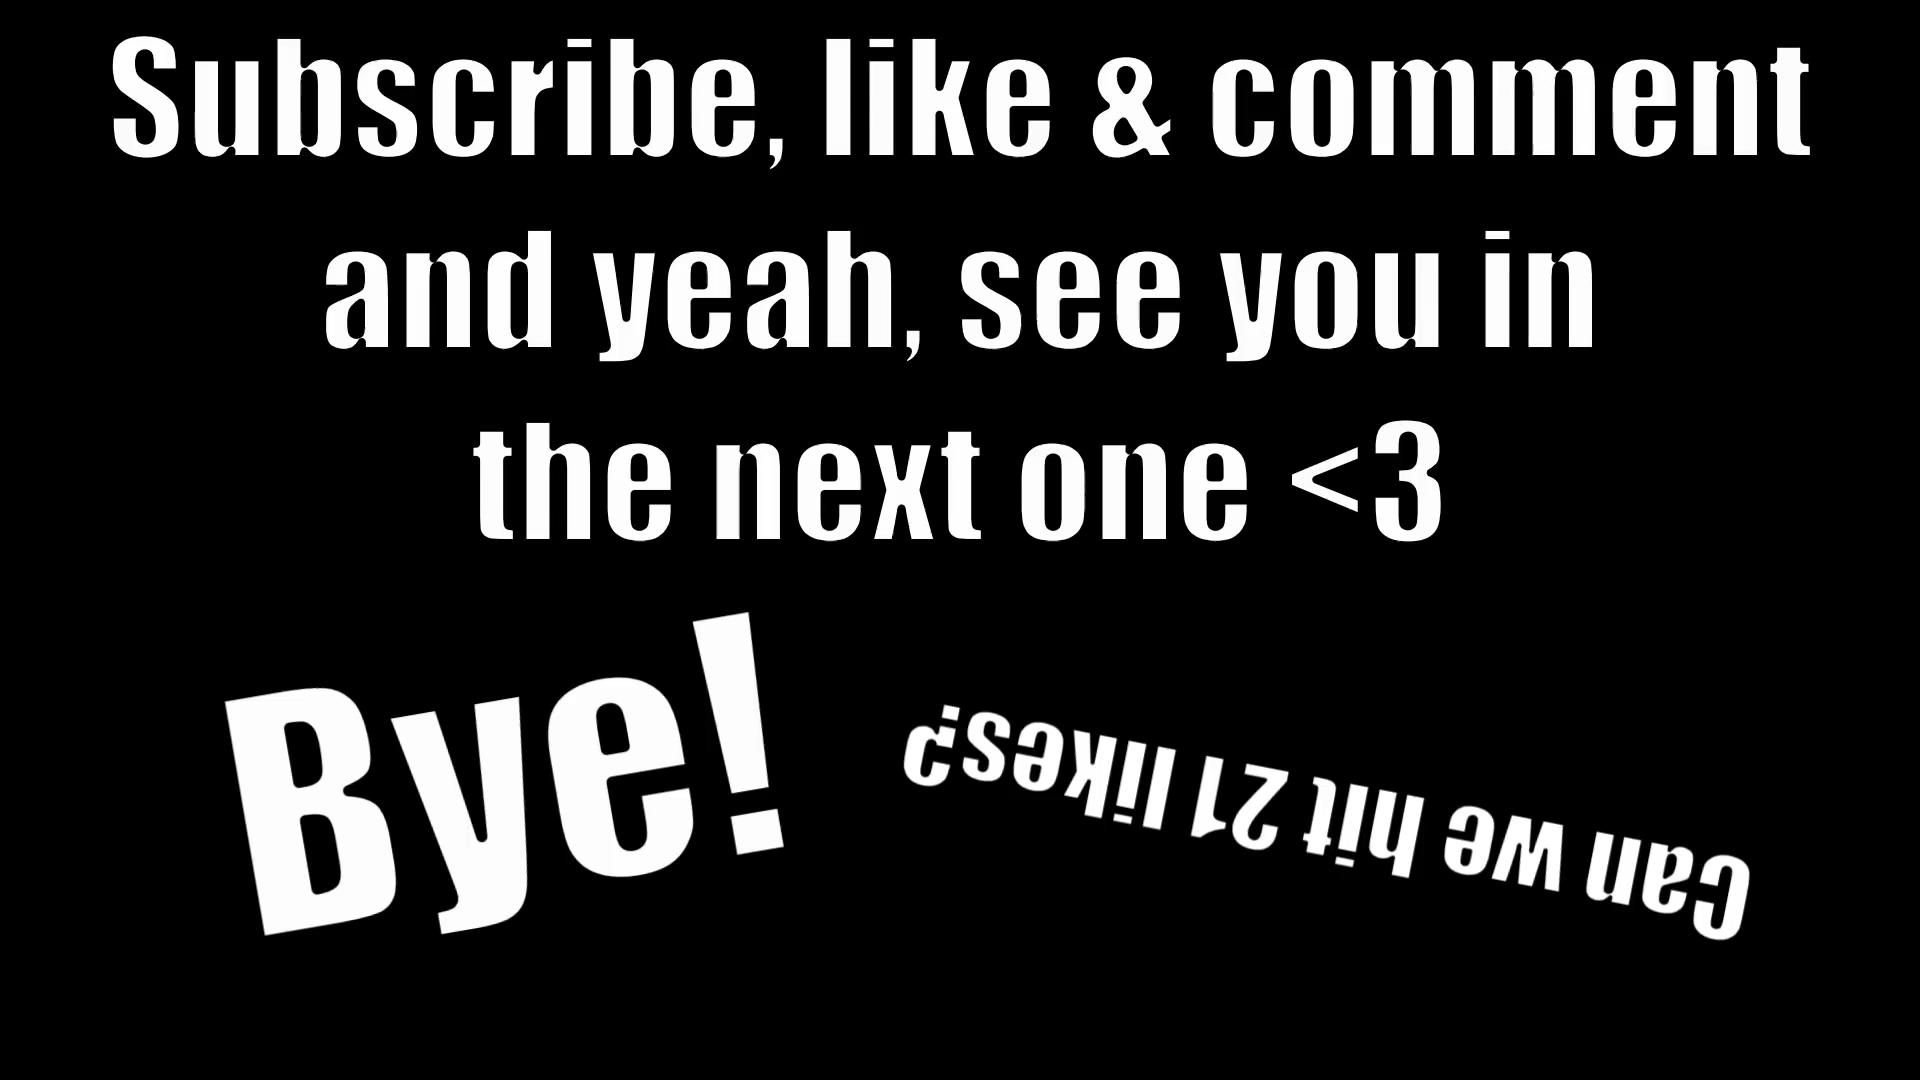 Subscribe, like & comment
and yeah, see you in
the next one <3
Bye!
Can we hit 21 likes?